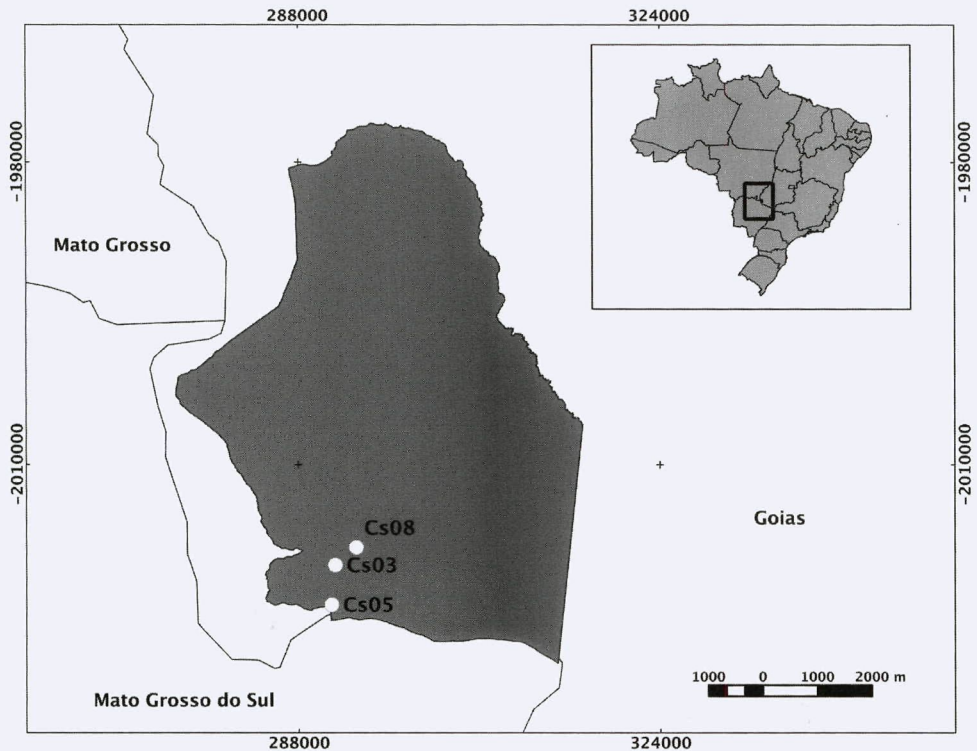 288000
324000
-1980000
-1980000
Mato Grosso
-2010000
-2010000
Goias
Cs08
Cs03
Cs05
1000 0 1000 2000 m
Mato Grosso do Sul
288000
324000